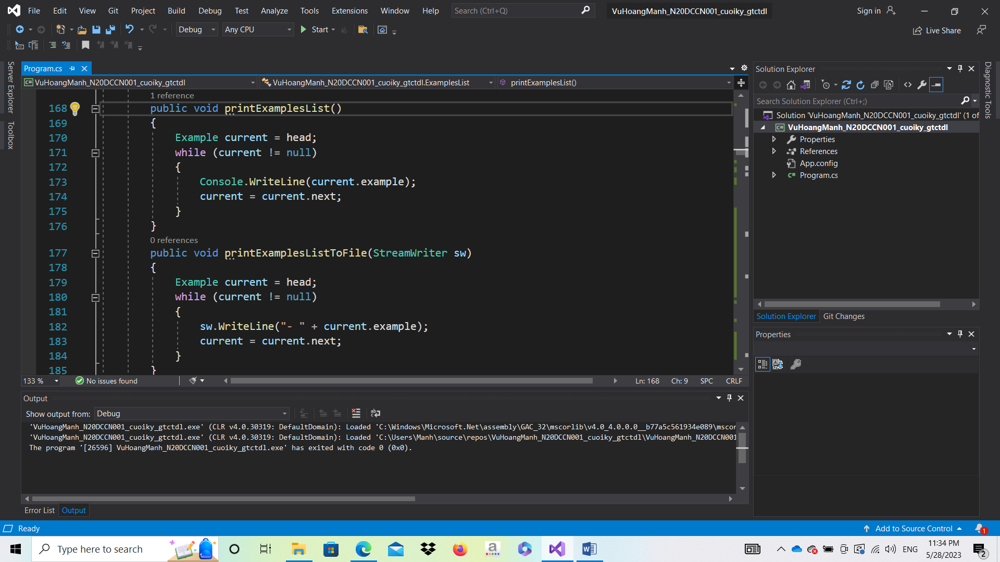 File Edit View Git Project Build Debug Test Analyze Tools Extensions Window Help Search (Ctrl+Q) VuHoangManh_N20DCCN001_cuoiky_gtctdl Sign in
Debug Any CPU Start Live Share
Server Explorer
Toolbox
Program.cs
VuHoangManh_N20DCCN001_cuoiky_gtctdl VuHoangManh_N20DCCN001_cuoiky_gtctdl.ExamplesList printExamplesList()
1 reference
168 public void printExamplesList()
169 {
170 Example current = head;
171 while (current != null)
172 {
173 Console.WriteLine(current.example);
174 current = current.next;
175 }
176 }
0 references
177 public void printExamplesListToFile(StreamWriter sw)
178 {
179 Example current = head;
180 while (current != null)
181 {
182 sw.WriteLine("- " + current.example);
183 current = current.next;
184 }
185 }
133 % No issues found Ln: 168 Ch: 9 SPC CRLF
Output
Show output from: Debug
'VuHoangManh_N20DCCN001_cuoiky_gtctdl.exe' (CLR v4.0.30319: DefaultDomain): Loaded 'C:\Windows\Microsoft.Net\assembly\GAC_32\mscorlib\v4.0_4.0.0.0__b77a5c561934e089\mscor
'VuHoangManh_N20DCCN001_cuoiky_gtctdl.exe' (CLR v4.0.30319: DefaultDomain): Loaded 'C:\Users\Manh\source\repos\VuHoangManh_N20DCCN001_cuoiky_gtctdl\VuHoangManh_N20DCCN001
The program '[26596] VuHoangManh_N20DCCN001_cuoiky_gtctdl.exe' has exited with code 0 (0x0).
Error List Output
Solution Explorer
Search Solution Explorer (Ctrl+;)
Solution 'VuHoangManh_N20DCCN001_cuoiky_gtctdl' (1 of
VuHoangManh_N20DCCN001_cuoiky_gtctdl
Properties
References
App.config
Program.cs
Solution Explorer Git Changes
Properties
Diagnostic Tools
Ready Add to Source Control 1
Type here to search ENG 11:34 PM
5/28/2023 2